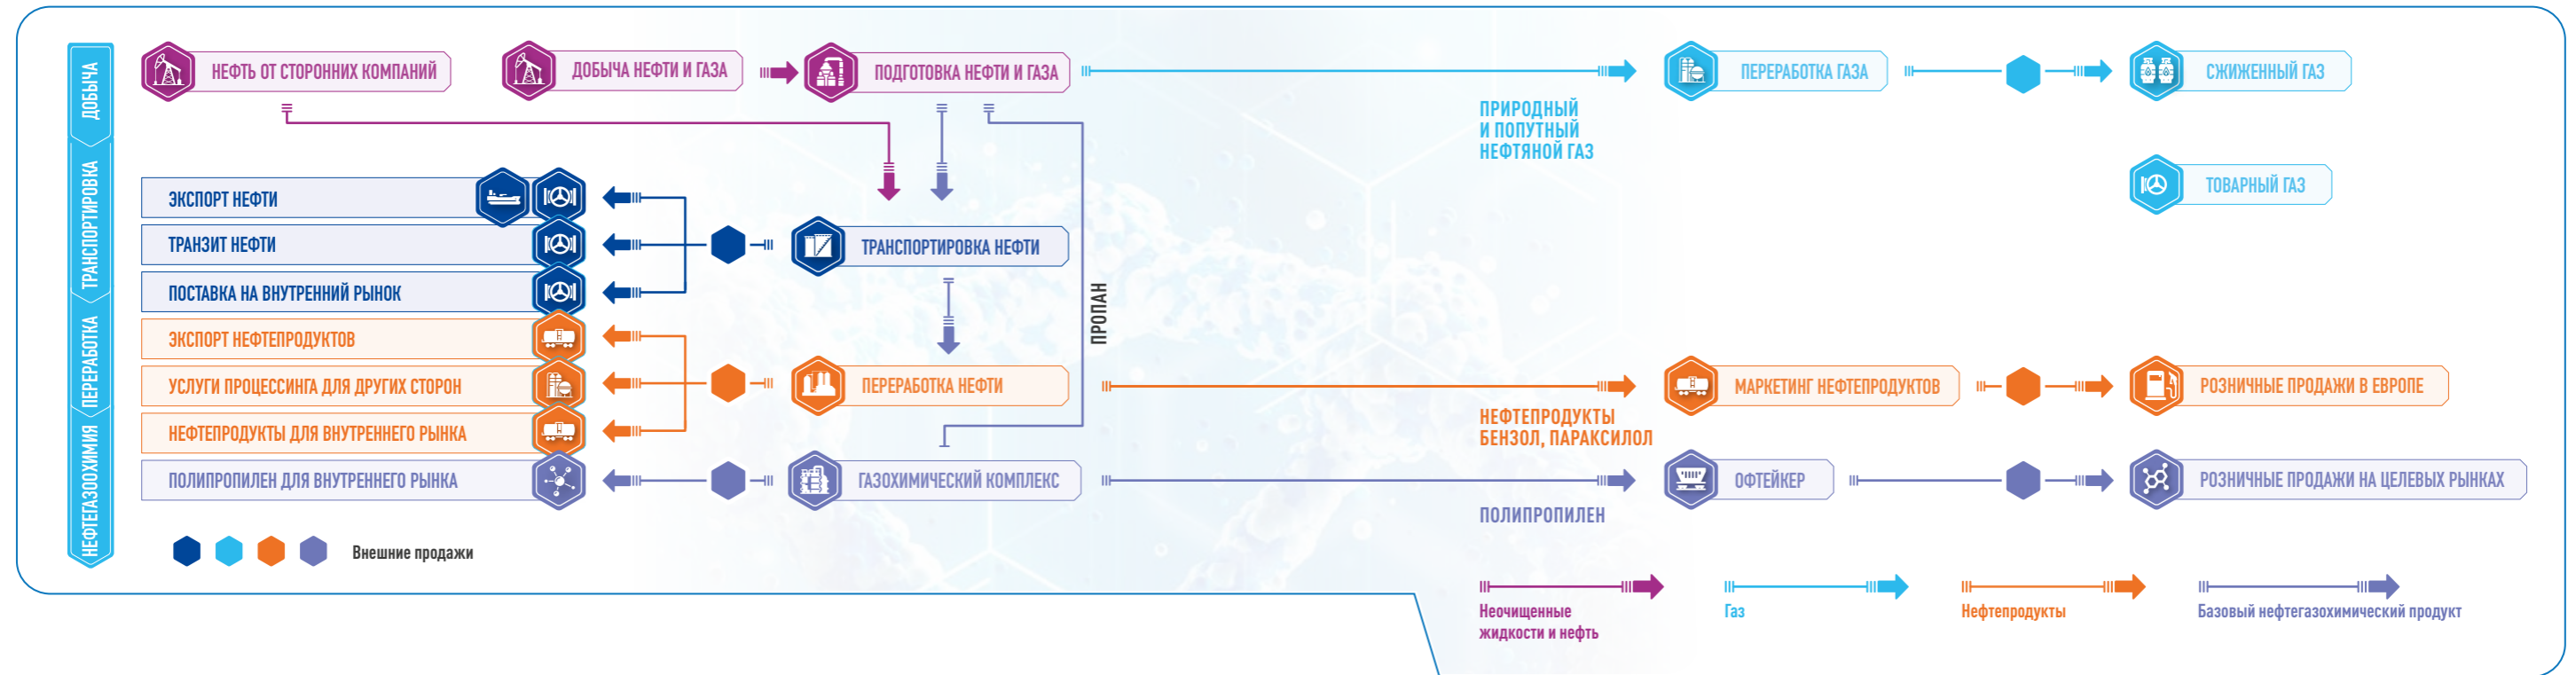 ДОБЫЧА
ТРАНСПОРТИРОВКА
ПЕРЕРАБОТКА
НЕФТЕГАЗООХИМИЯ
НЕФТЬ ОТ СТОРОННИХ КОМПАНИЙ
ДОБЫЧА НЕФТИ И ГАЗА
ПОДГОТОВКА НЕФТИ И ГАЗА
ПРИРОДНЫЙ
И ПОПУТНЫЙ
НЕФТЯНОЙ ГАЗ
ПЕРЕРАБОТКА ГАЗА
СЖИЖЕННЫЙ ГАЗ
ТОВАРНЫЙ ГАЗ
ЭКСПОРТ НЕФТИ
ТРАНЗИТ НЕФТИ
ПОСТАВКА НА ВНУТРЕННИЙ РЫНОК
ТРАНСПОРТИРОВКА НЕФТИ
ПРОПАН
ЭКСПОРТ НЕФТЕПРОДУКТОВ
УСЛУГИ ПРОЦЕССИНГА ДЛЯ ДРУГИХ СТОРОН
НЕФТЕПРОДУКТЫ ДЛЯ ВНУТРЕННЕГО РЫНКА
ПЕРЕРАБОТКА НЕФТИ
НЕФТЕПРОДУКТЫ
БЕНЗОЛ, ПАРАКСИЛОЛ
МАРКЕТИНГ НЕФТЕПРОДУКТОВ
РОЗНИЧНЫЕ ПРОДАЖИ В ЕВРОПЕ
ПОЛИПРОПИЛЕН ДЛЯ ВНУТРЕННЕГО РЫНКА
ГАЗОХИМИЧЕСКИЙ КОМПЛЕКС
ПОЛИПРОПИЛЕН
ОФТЕЙКЕР
РОЗНИЧНЫЕ ПРОДАЖИ НА ЦЕЛЕВЫХ РЫНКАХ
Внешние продажи
Неочищенные
жидкости и нефть
Газ
Нефтепродукты
Базовый нефтегазохимический продукт